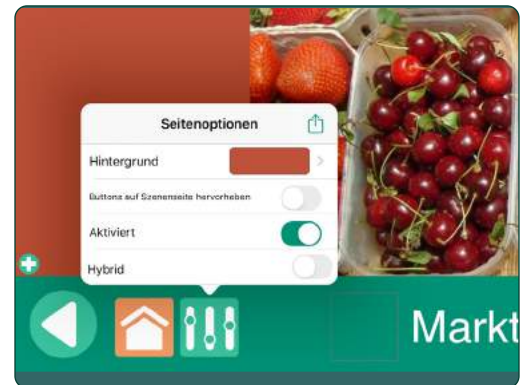 Seitenoptionen
Hintergrund
Buttons auf Szenenseite hervorheben
Aktiviert
Hybrid
Markt